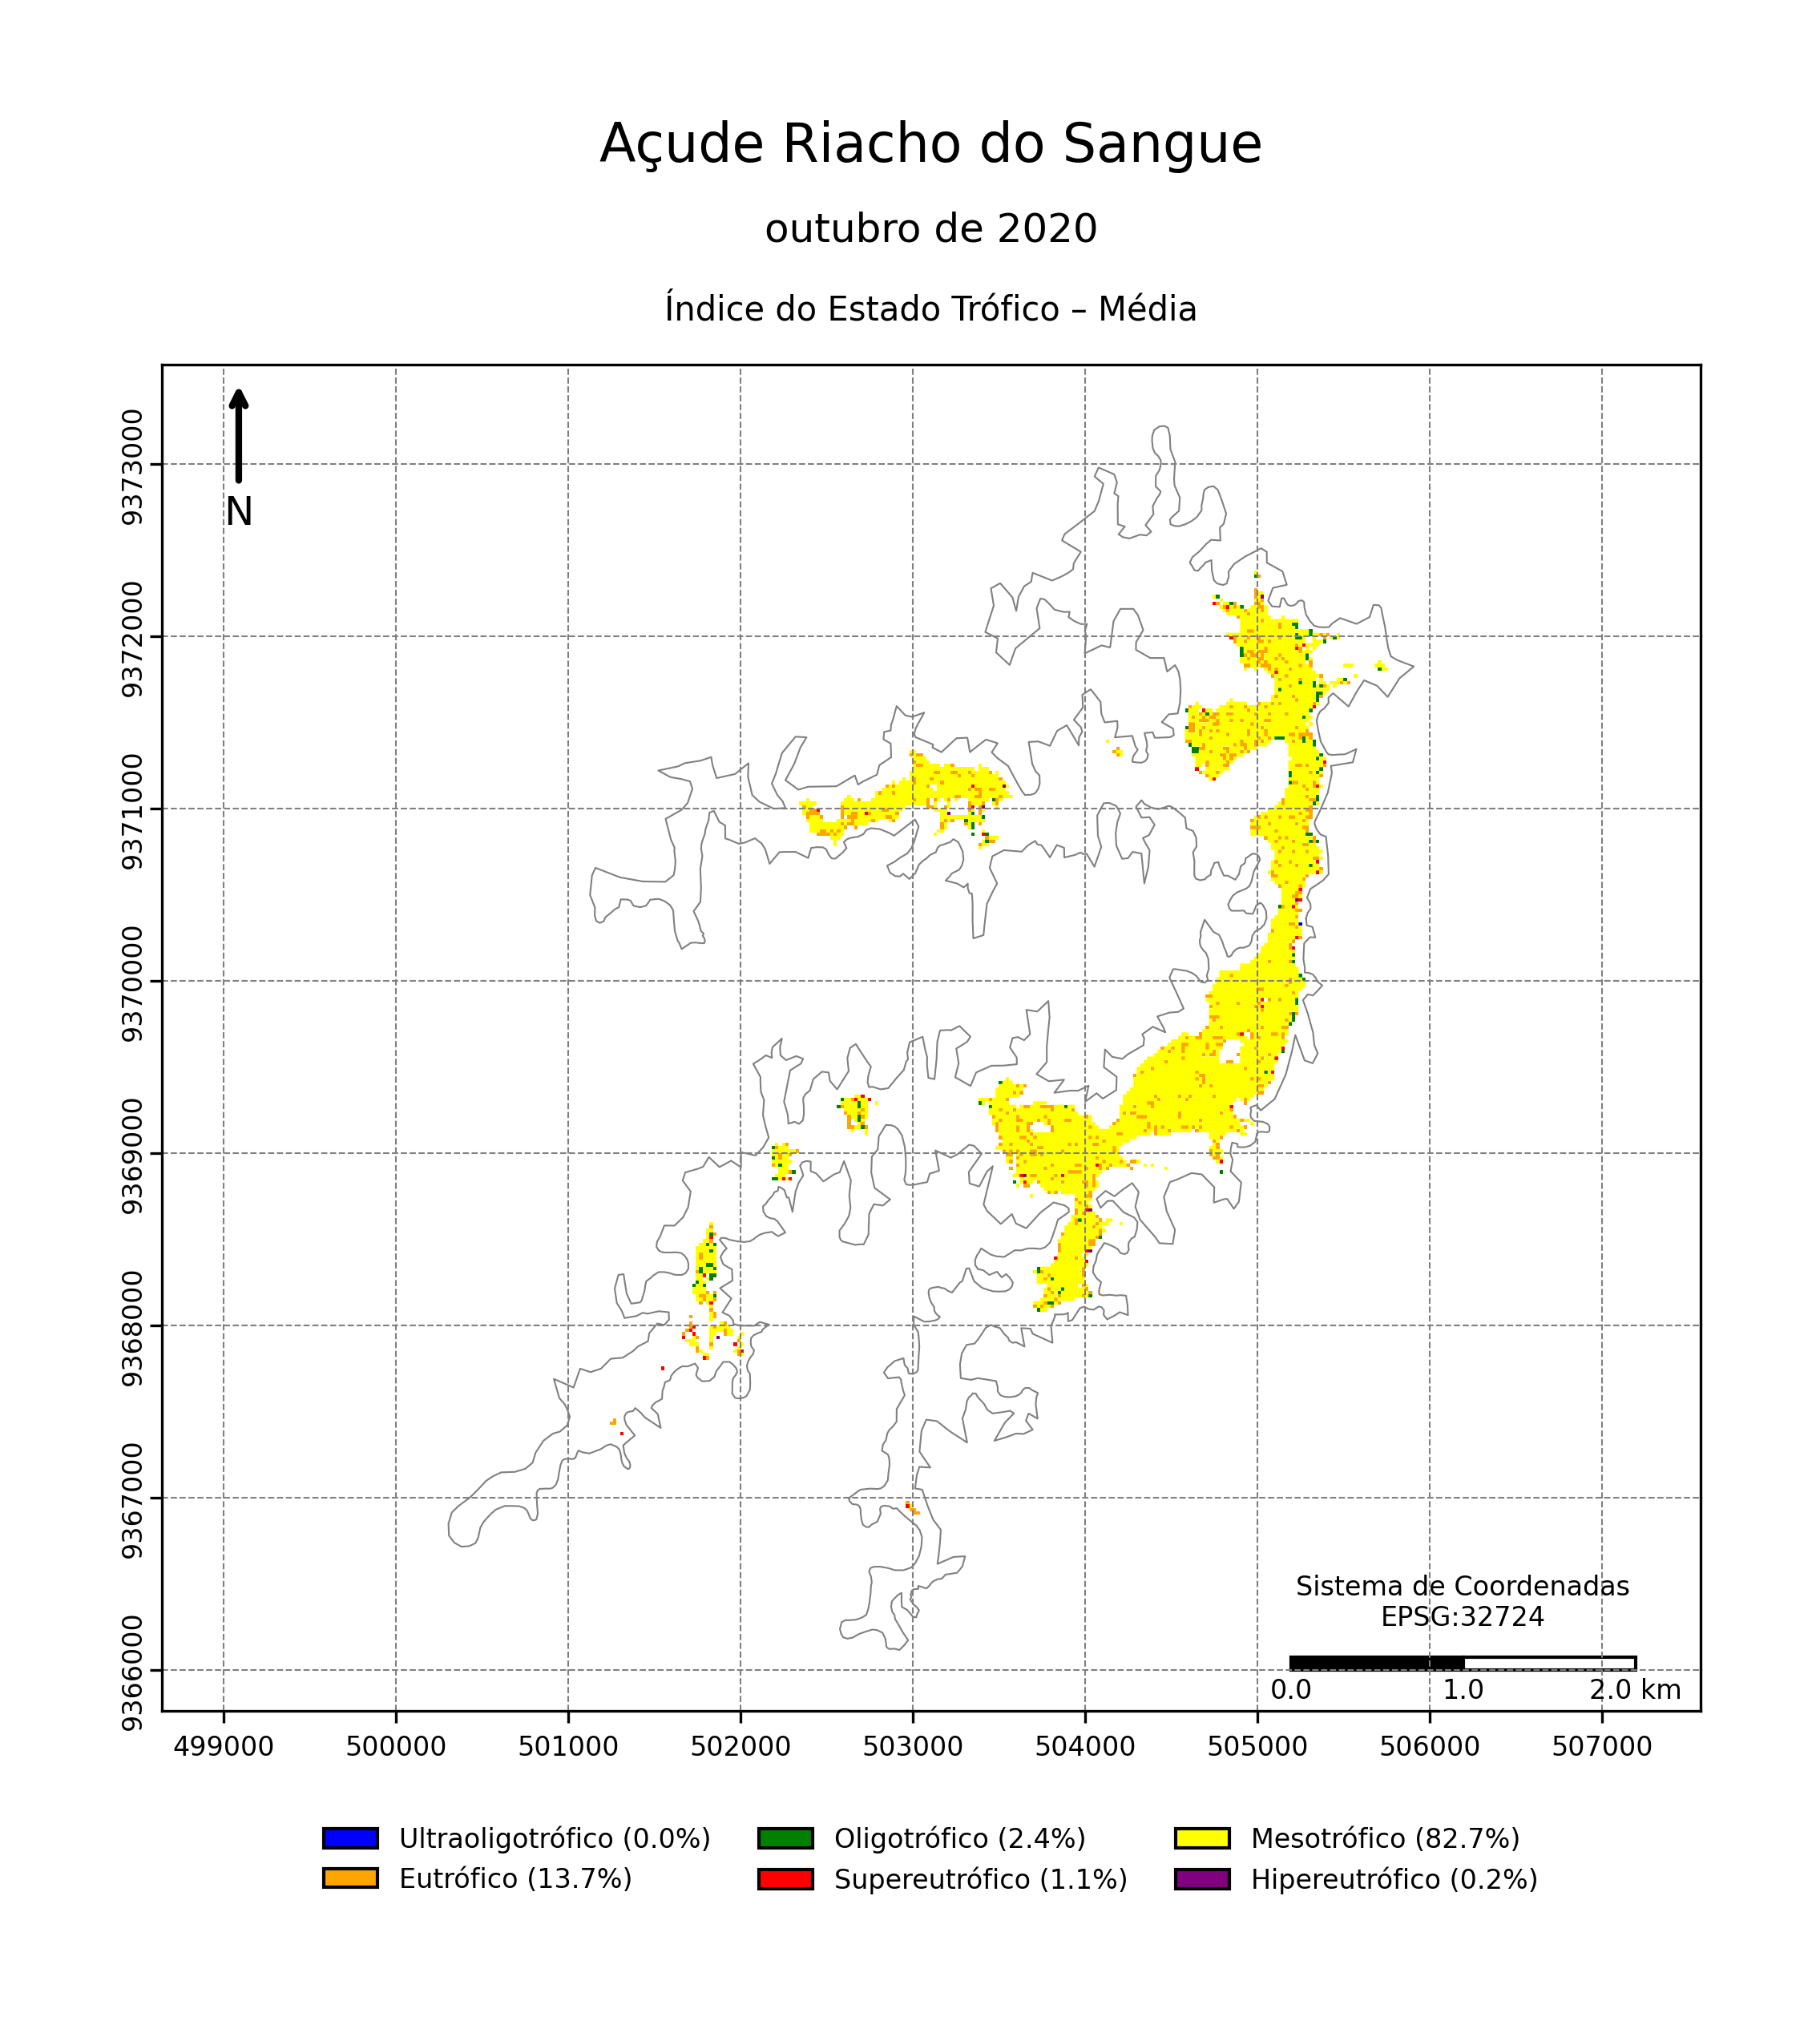 Açude Riacho do Sangue
outubro de 2020
Índice do Estado Trófico – Média
N
9373000
9372000
9371000
9370000
9369000
9368000
9367000
9366000
Sistema de Coordenadas
EPSG:32724
0.0 1.0 2.0 km
499000 500000 501000 502000 503000 504000 505000 506000 507000
Ultraoligotrófico (0.0%) Oligotrófico (2.4%) Mesotrófico (82.7%)
Eutrófico (13.7%) Supereutrófico (1.1%) Hipereutrófico (0.2%)